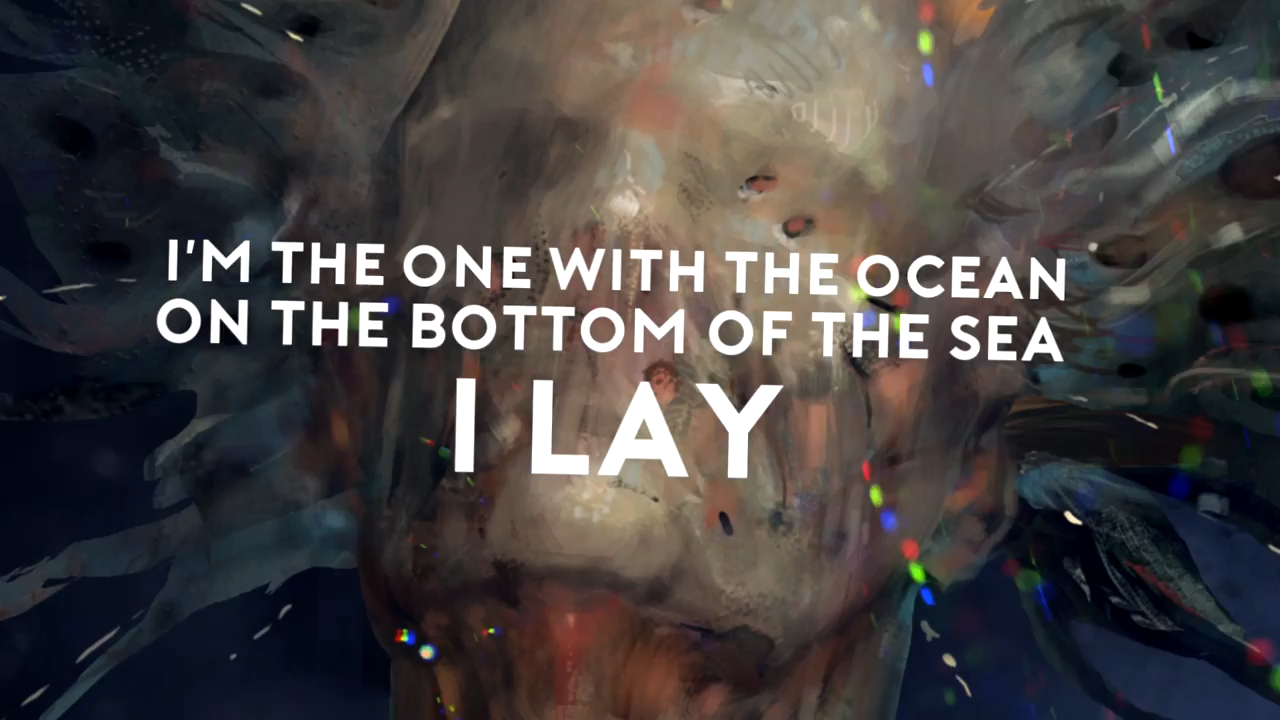 I'M THE ONE WITH THE OCEAN
ON THE BOTTOM OF THE SEA
I LAY